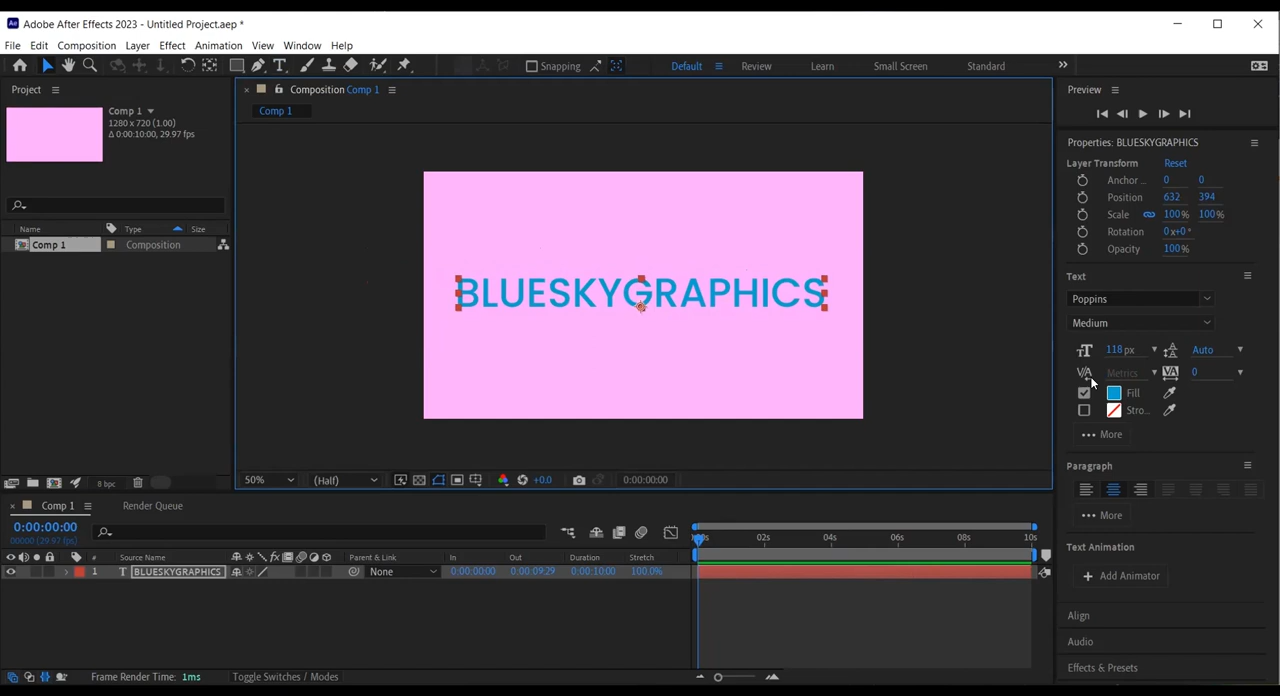 Ae Adobe After Effects 2023 - Untitled Project.aep *
File Edit Composition Layer Effect Animation View Window Help
Snapping Default Review Learn Small Screen Standard
Project
Composition Comp 1
Preview
Comp 1
1280 x 720 (1.00)
Δ 0:00:10:00, 29.97 fps
Comp 1
Properties: BLUESKYGRAPHICS
Layer Transform Reset
Anchor ... 0 0
Position 632 394
Scale 100% 100%
Rotation 0x+0°
Opacity 100%
Name Type Size
Comp 1 Composition
BLUESKYGRAPHICS
Text
Poppins
Medium
118 px Auto
Metrics 0
Fill
Stro...
••• More
Paragraph
••• More
8 bpc
50% (Half) +0.0 0:00:00:00
Comp 1 Render Queue
0:00:00:00
00000 (29.97 fps)
02s 04s 06s 08s 10s
# Source Name Parent & Link In Out Duration Stretch
1 T BLUESKYGRAPHICS None 0:00:00:00 0:00:09:29 0:00:10:00 100.0%
Text Animation
+ Add Animator
Align
Audio
Effects & Presets
Frame Render Time: 1ms Toggle Switches / Modes